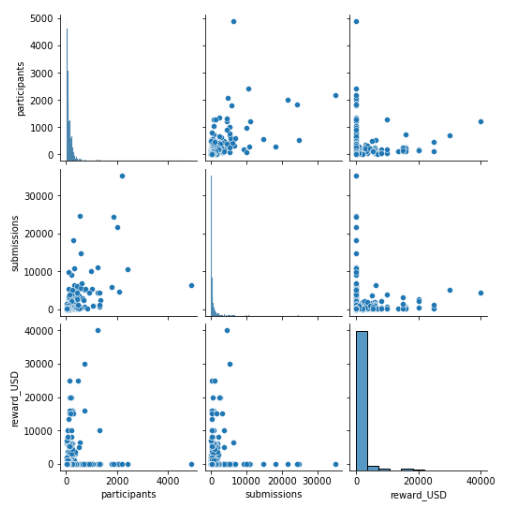 5000
4000
3000
2000
1000
0
participants
30000
20000
10000
0
submissions
40000
30000
20000
10000
0
reward_USD
0 2000 4000
participants
0 10000 20000 30000
submissions
0 20000 40000
reward_USD